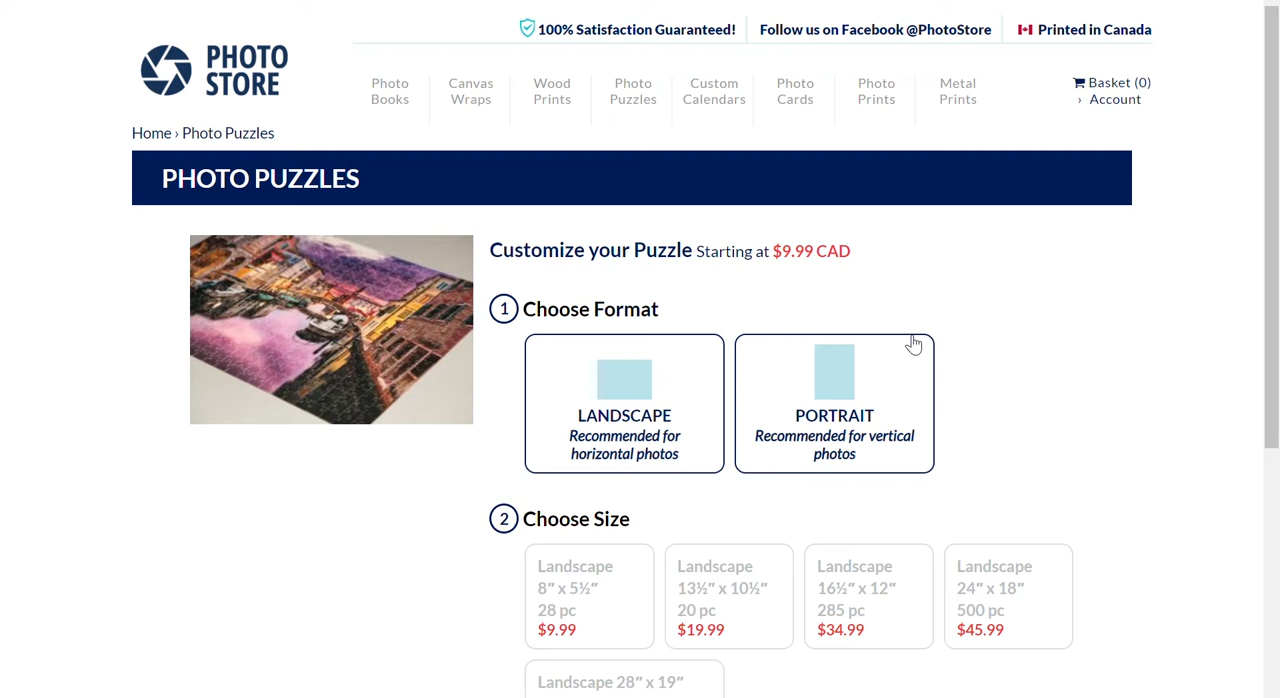 100% Satisfaction Guaranteed!
Follow us on Facebook @PhotoStore
Printed in Canada
PHOTO
STORE
Photo
Books
Canvas
Wraps
Wood
Prints
Photo
Puzzles
Custom
Calendars
Photo
Cards
Photo
Prints
Metal
Prints
Basket (0)
› Account
Home › Photo Puzzles
PHOTO PUZZLES
Customize your Puzzle Starting at $9.99 CAD
1 Choose Format
LANDSCAPE
Recommended for
horizontal photos
PORTRAIT
Recommended for vertical
photos
2 Choose Size
Landscape
8″ x 5½″
28 pc
$9.99
Landscape
13½″ x 10½″
20 pc
$19.99
Landscape
16½″ x 12″
285 pc
$34.99
Landscape
24″ x 18″
500 pc
$45.99
Landscape 28″ x 19″